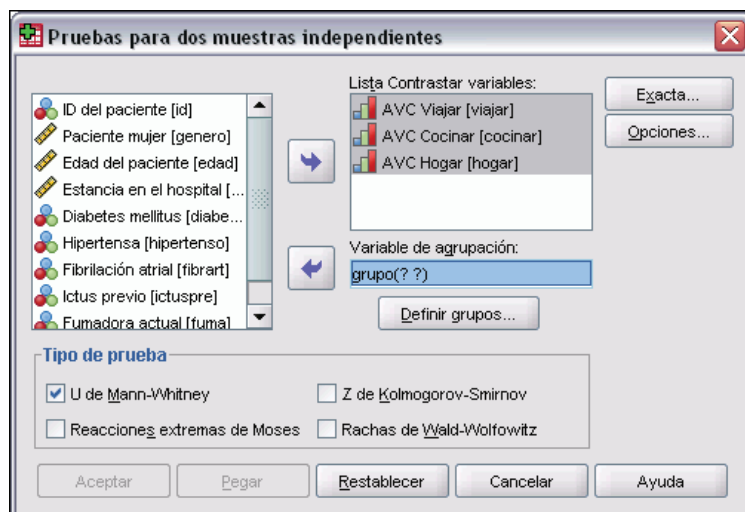 Pruebas para dos muestras independientes
ID del paciente [id]
Paciente mujer [genero]
Edad del paciente [edad]
Estancia en el hospital [...
Diabetes mellitus [diabe...
Hipertensa [hipertenso]
Fibrilación atrial [fibrart]
Ictus previo [ictuspre]
Fumadora actual [fuma]
Lista Contrastar variables:
AVC Viajar [viajar]
AVC Cocinar [cocinar]
AVC Hogar [hogar]
Variable de agrupación:
grupo(? ?)
Definir grupos...
Exacta...
Opciones...
Tipo de prueba
U de Mann-Whitney
Z de Kolmogorov-Smirnov
Reacciones extremas de Moses
Rachas de Wald-Wolfowitz
Aceptar
Pegar
Restablecer
Cancelar
Ayuda